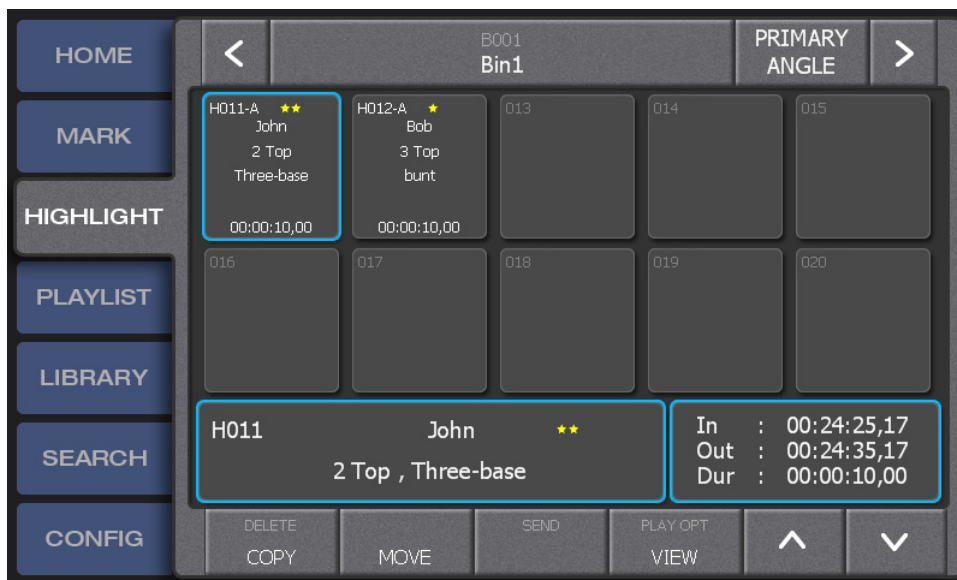 HOME
MARK
HIGHLIGHT
PLAYLIST
LIBRARY
SEARCH
CONFIG
<
B001
Bin1
PRIMARY
ANGLE
>
H011-A ★★
John
2 Top
Three-base
00:00:10,00
H012-A ★
Bob
3 Top
bunt
00:00:10,00
013
014
015
016
017
018
019
020
H011 John ★★
2 Top , Three-base
In : 00:24:25,17
Out : 00:24:35,17
Dur : 00:00:10,00
DELETE
COPY
MOVE
SEND
PLAY OPT
VIEW